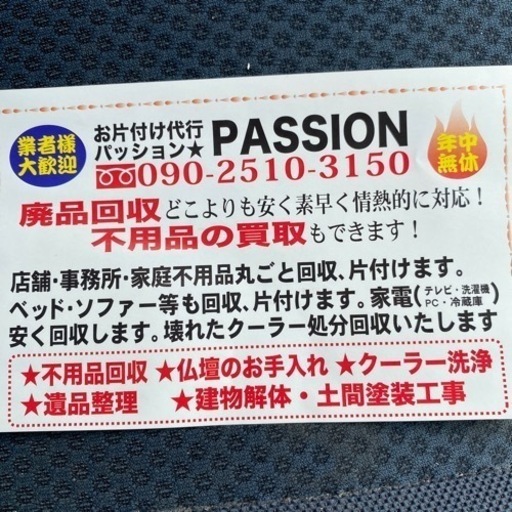 業者様
大歓迎
お片付け代行
パッション★
PASSION
090-2510-3150
年中
無休
廃品回収どこよりも安く素早く情熱的に対応!
不用品の買取もできます!
店舗・事務所・家庭不用品丸ごと回収、片付けます。
ベッド・ソファー等も回収、片付けます。家電(テレビ・洗濯機
PC・冷蔵庫)
安く回収します。壊れたクーラー処分回収いたします
★不用品回収 ★仏壇のお手入れ ★クーラー洗浄
★遺品整理 ★建物解体・土間塗装工事